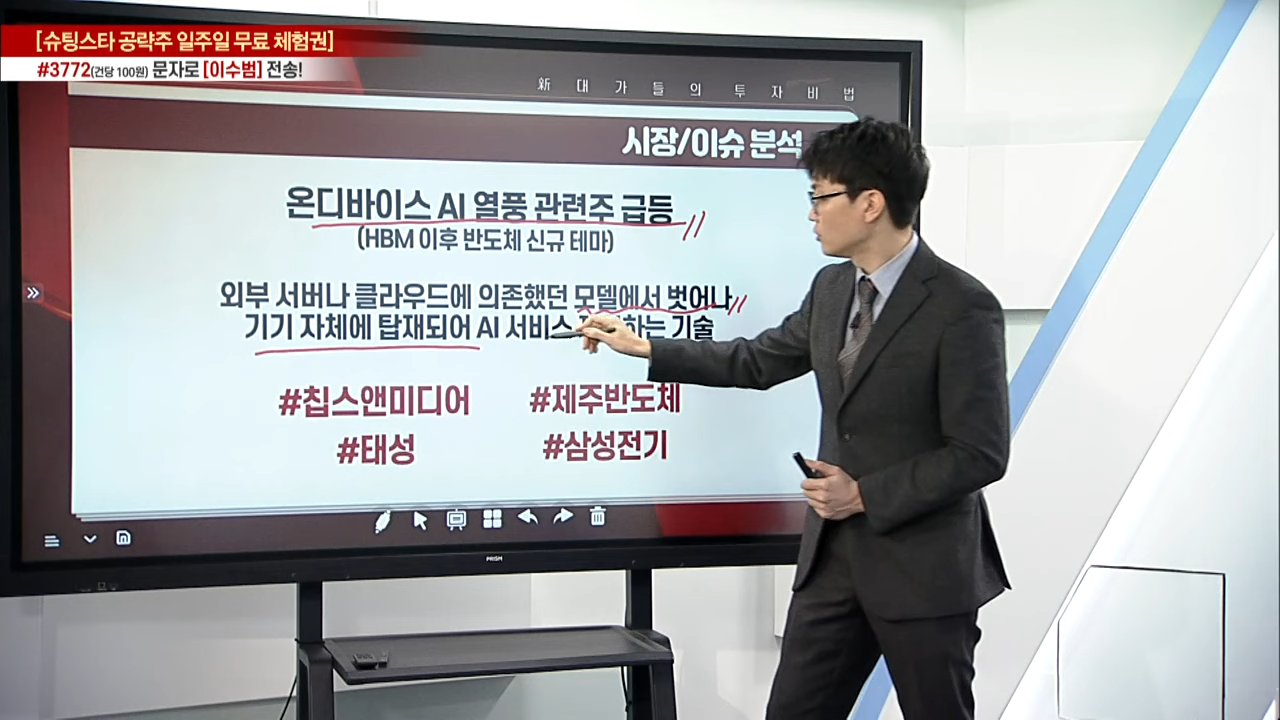 [슈팅스타 공략주 일주일 무료 체험권]
#3772(건당 100원) 문자로 [이수범] 전송!
新 대 가 들 의 투 자 비 법
시장/이슈 분석
온디바이스 AI 열풍 관련주 급등
(HBM 이후 반도체 신규 테마)
외부 서버나 클라우드에 의존했던 모델에서 벗어나
기기 자체에 탑재되어 AI 서비스 하는 기술
#칩스앤미디어 #제주반도체
#태성 #삼성전기
PRISM